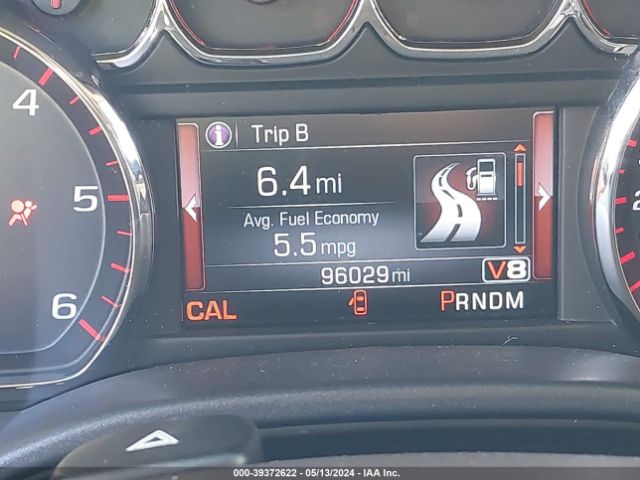 4
5
6
Trip B
6.4 mi
Avg. Fuel Economy
5.5 mpg
96029 mi
V8
CAL
PRNDM
2
000-39372622 - 05/13/2024 - IAA Inc.